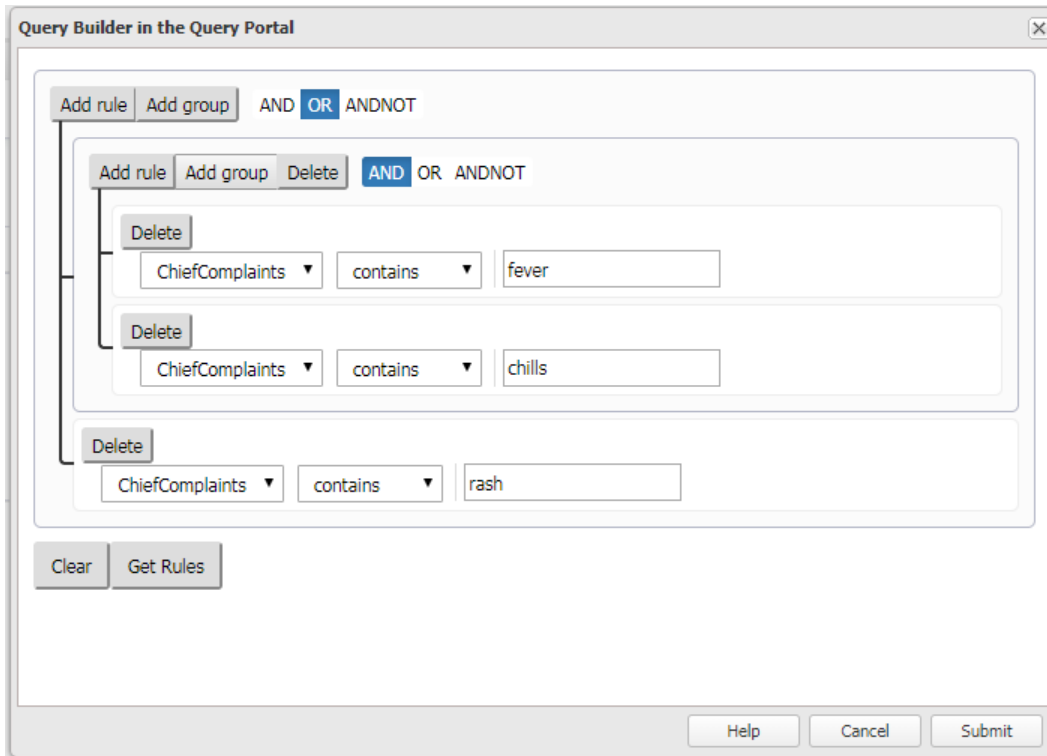 Query Builder in the Query Portal
Add rule Add group AND OR ANDNOT
Add rule Add group Delete AND OR ANDNOT
Delete
ChiefComplaints contains fever
Delete
ChiefComplaints contains chills
Delete
ChiefComplaints contains rash
Clear Get Rules
Help Cancel Submit